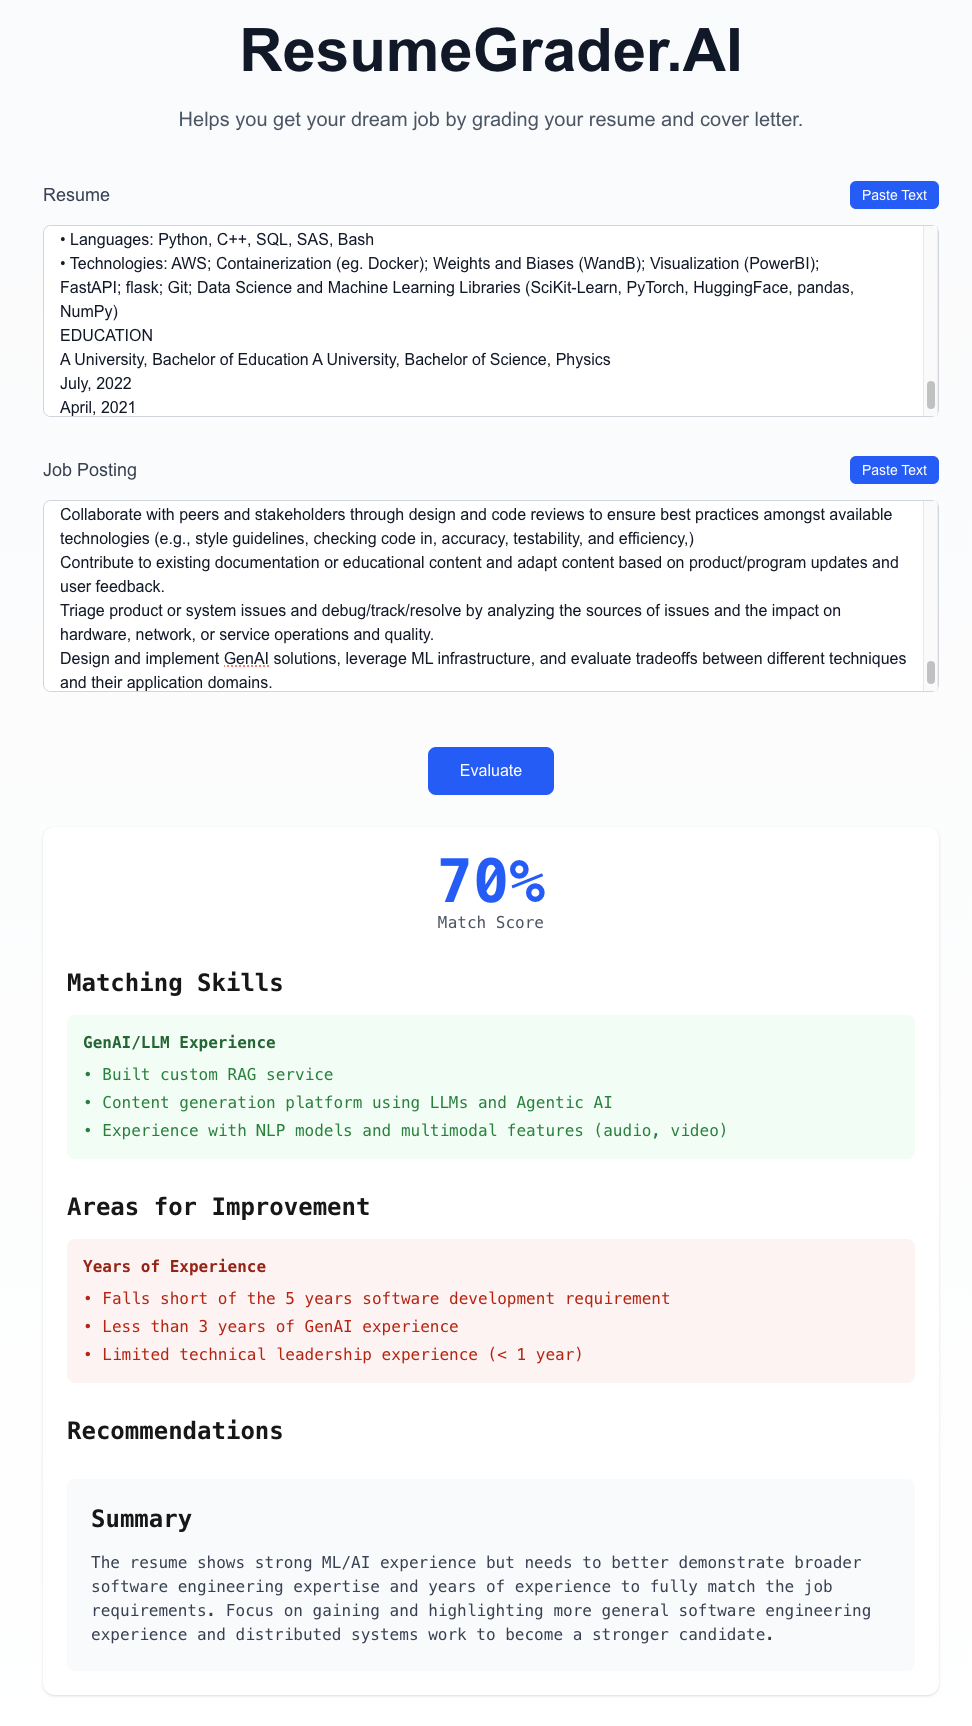 ResumeGrader.AI
Helps you get your dream job by grading your resume and cover letter.
Resume
Paste Text
• Languages: Python, C++, SQL, SAS, Bash
• Technologies: AWS; Containerization (eg. Docker); Weights and Biases (WandB); Visualization (PowerBI);
FastAPI; flask; Git; Data Science and Machine Learning Libraries (SciKit-Learn, PyTorch, HuggingFace, pandas,
NumPy)
EDUCATION
A University, Bachelor of Education A University, Bachelor of Science, Physics
July, 2022
April, 2021
Job Posting
Paste Text
Collaborate with peers and stakeholders through design and code reviews to ensure best practices amongst available
technologies (e.g., style guidelines, checking code in, accuracy, testability, and efficiency,)
Contribute to existing documentation or educational content and adapt content based on product/program updates and
user feedback.
Triage product or system issues and debug/track/resolve by analyzing the sources of issues and the impact on
hardware, network, or service operations and quality.
Design and implement GenAI solutions, leverage ML infrastructure, and evaluate tradeoffs between different techniques
and their application domains.
Evaluate
70%
Match Score
Matching Skills
GenAI/LLM Experience
• Built custom RAG service
• Content generation platform using LLMs and Agentic AI
• Experience with NLP models and multimodal features (audio, video)
Areas for Improvement
Years of Experience
• Falls short of the 5 years software development requirement
• Less than 3 years of GenAI experience
• Limited technical leadership experience (< 1 year)
Recommendations
Summary
The resume shows strong ML/AI experience but needs to better demonstrate broader
software engineering expertise and years of experience to fully match the job
requirements. Focus on gaining and highlighting more general software engineering
experience and distributed systems work to become a stronger candidate.